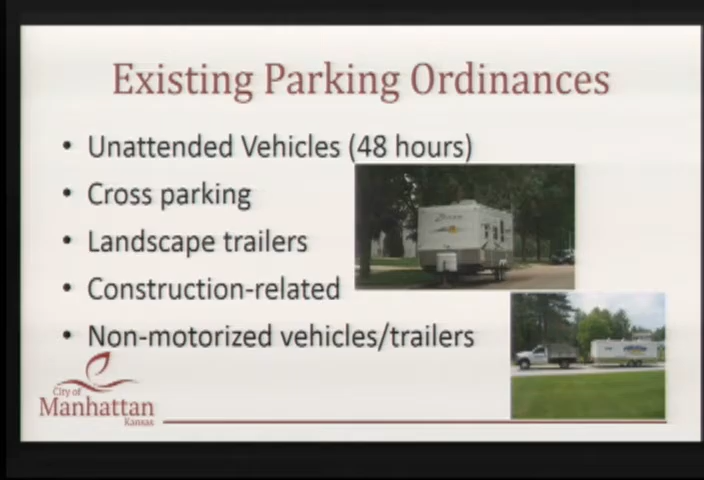 Existing Parking Ordinances
• Unattended Vehicles (48 hours)
• Cross parking
• Landscape trailers
• Construction-related
• Non-motorized vehicles/trailers
City of
Manhattan
Kansas